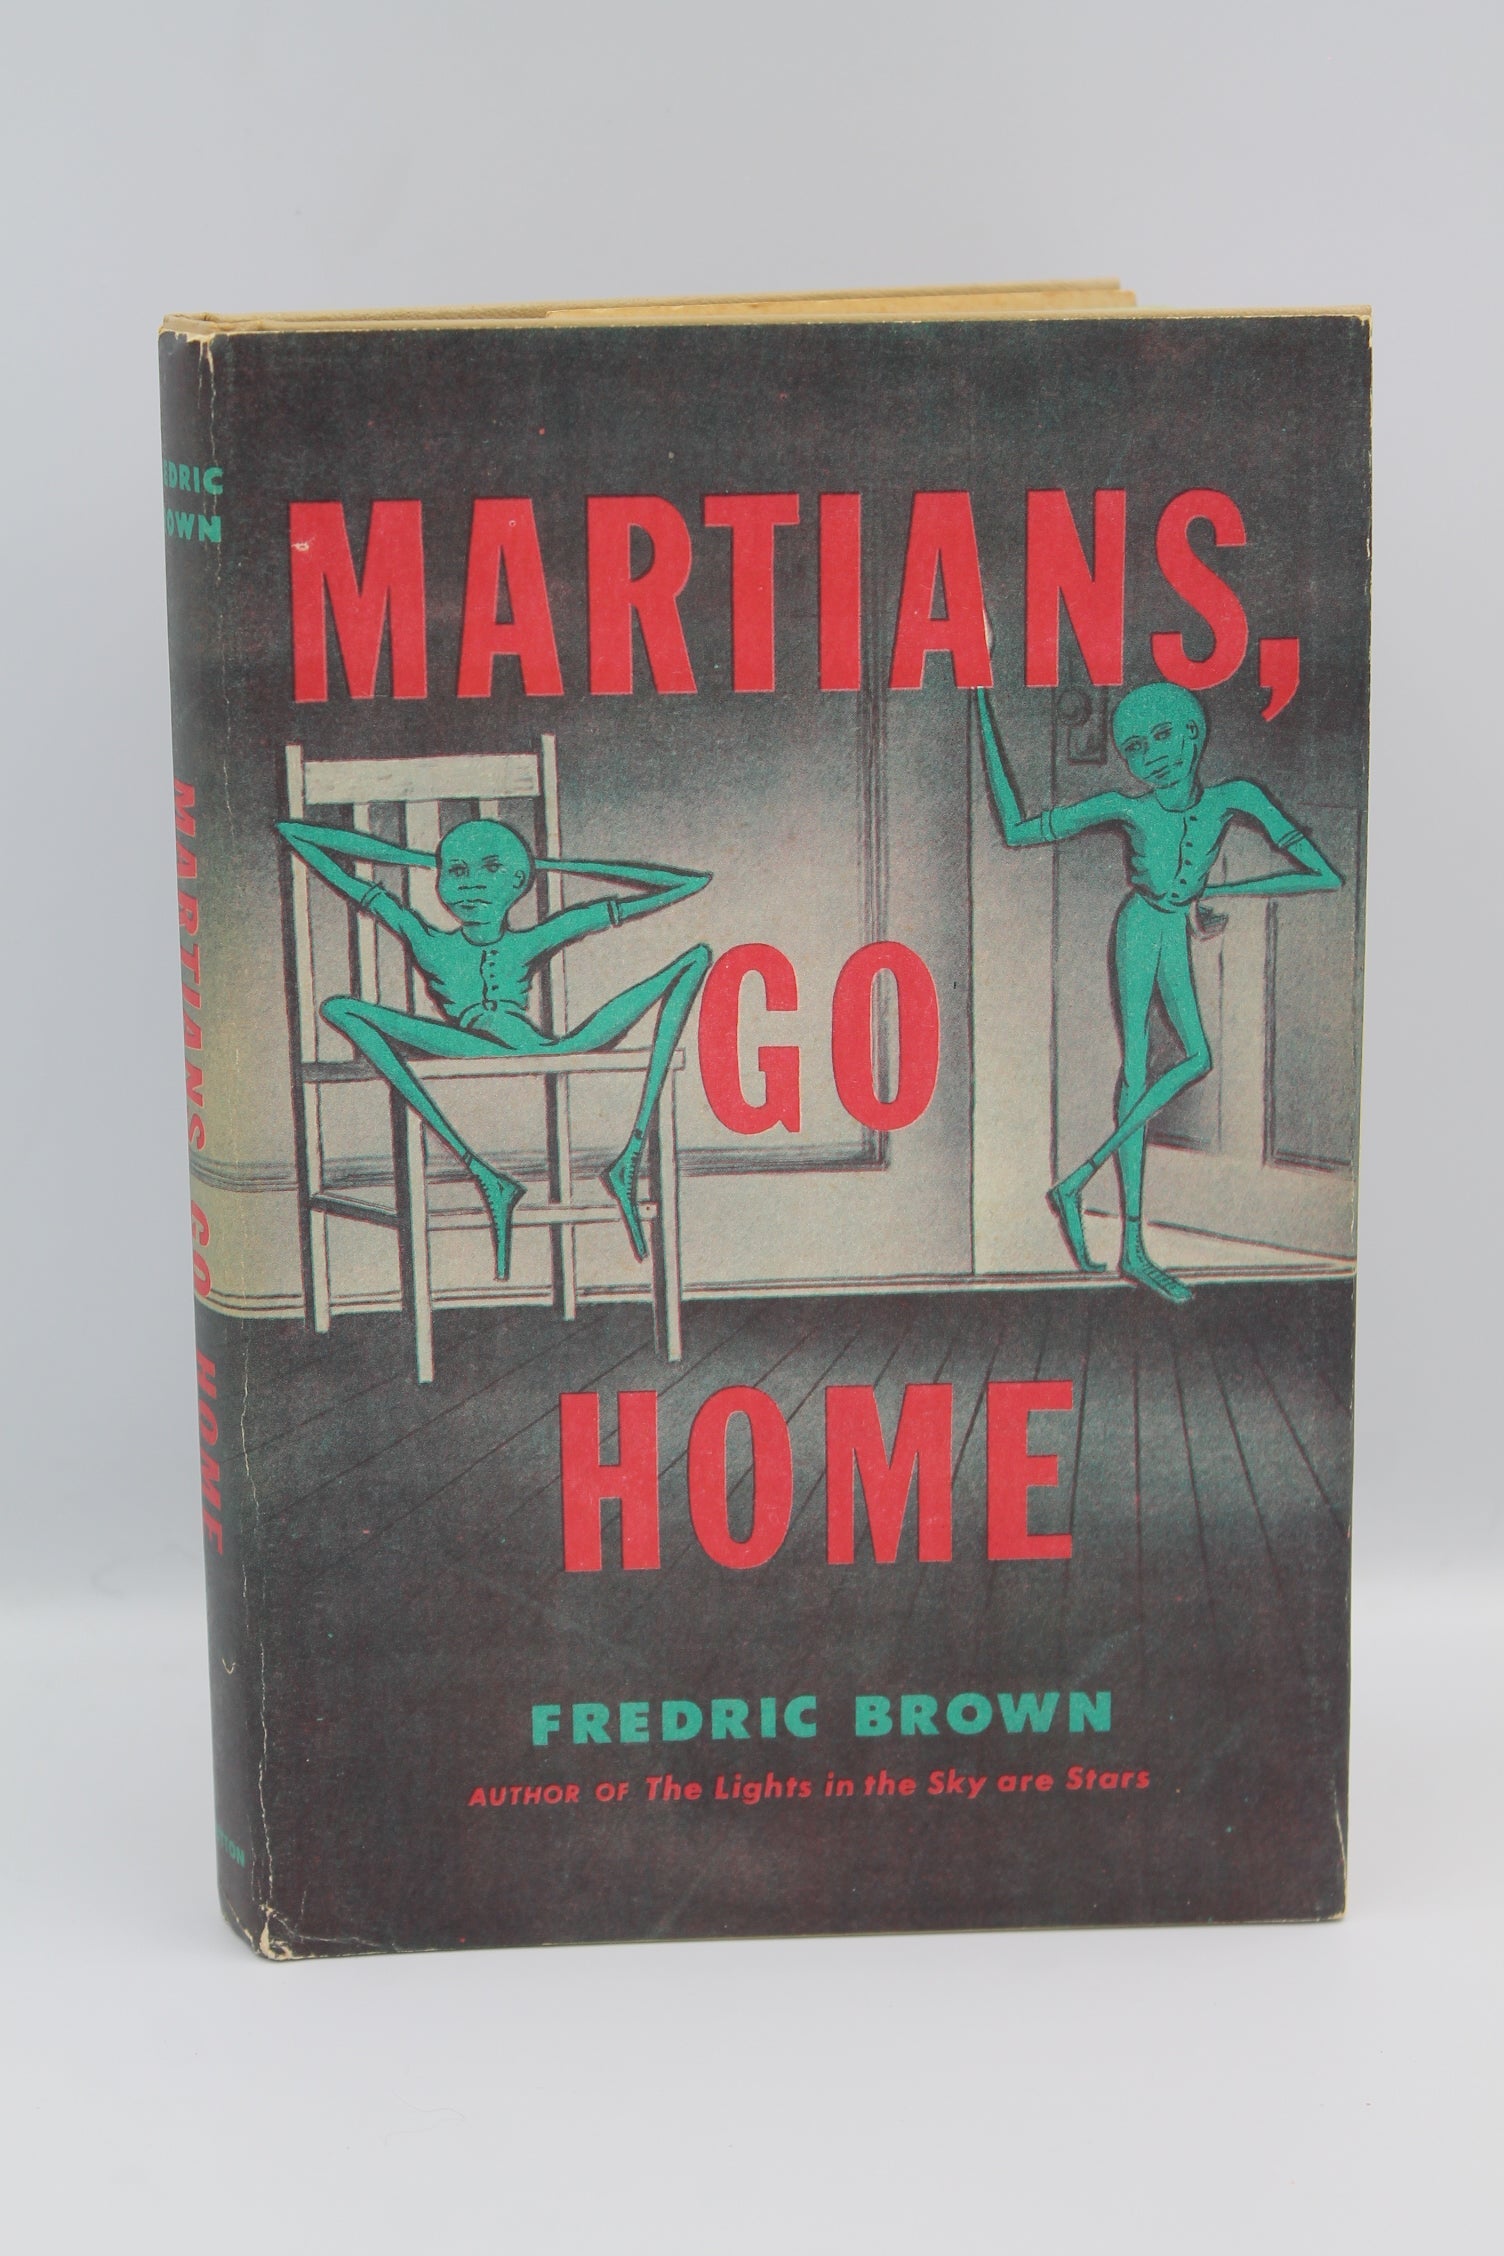 MARTIANS,
GO
HOME
FREDRIC BROWN
AUTHOR OF The Lights in the Sky are Stars
MARTIANS GO HOME